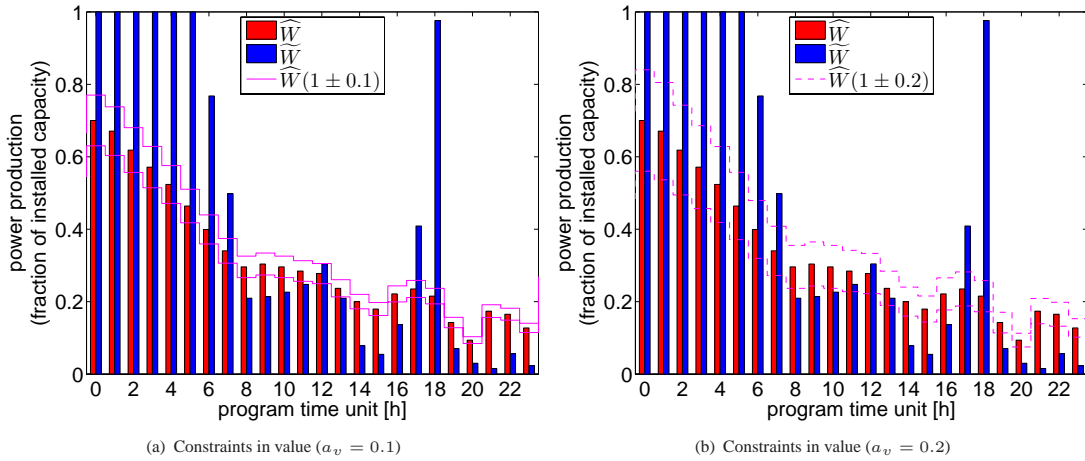 power production
(fraction of installed capacity)
1
0.8
0.6
0.4
0.2
0
0 2 4 6 8 10 12 14 16 18 20 22
program time unit [h]
Ŵ
W̃
Ŵ(1 ± 0.1)
(a) Constraints in value (a_v = 0.1)
power production
(fraction of installed capacity)
1
0.8
0.6
0.4
0.2
0
0 2 4 6 8 10 12 14 16 18 20 22
program time unit [h]
Ŵ
W̃
Ŵ(1 ± 0.2)
(b) Constraints in value (a_v = 0.2)